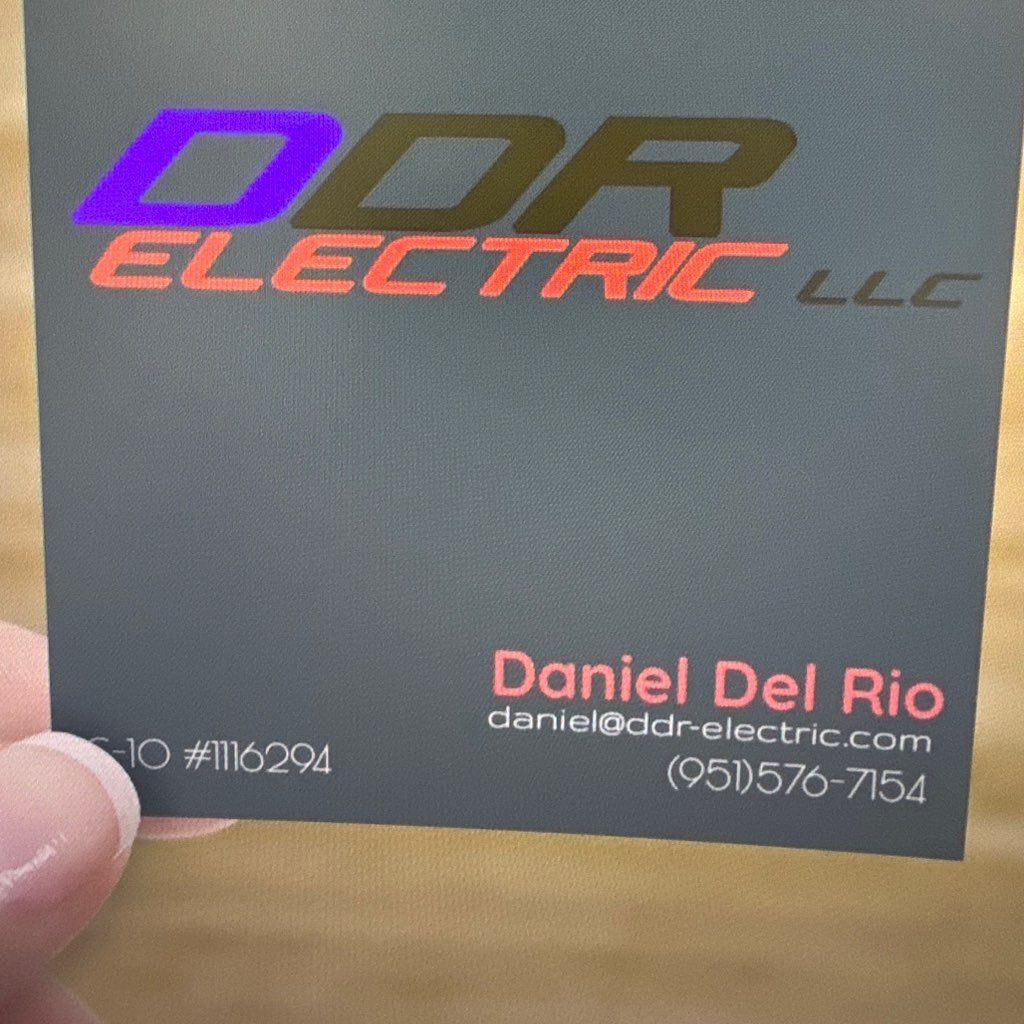 DDR
ELECTRIC LLC
Daniel Del Rio
daniel@ddr-electric.com
-10 #1116294
(951)576-7154